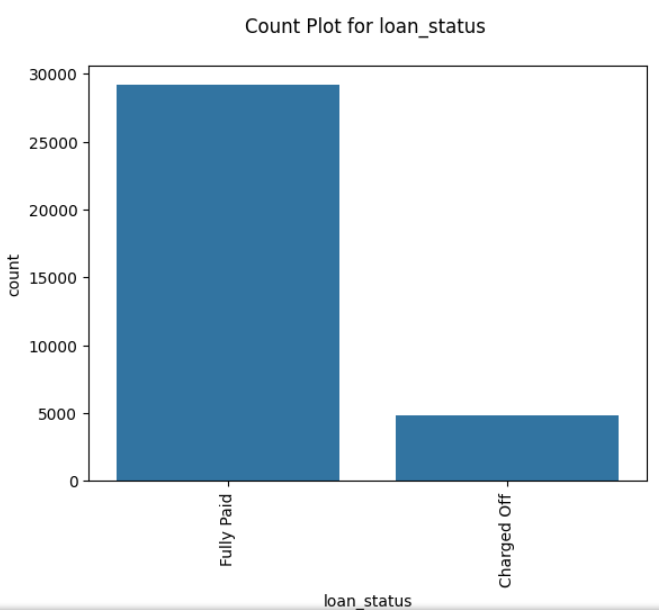 Count Plot for loan_status
30000
25000
20000
15000
10000
5000
0
count
Fully Paid
Charged Off
loan_status